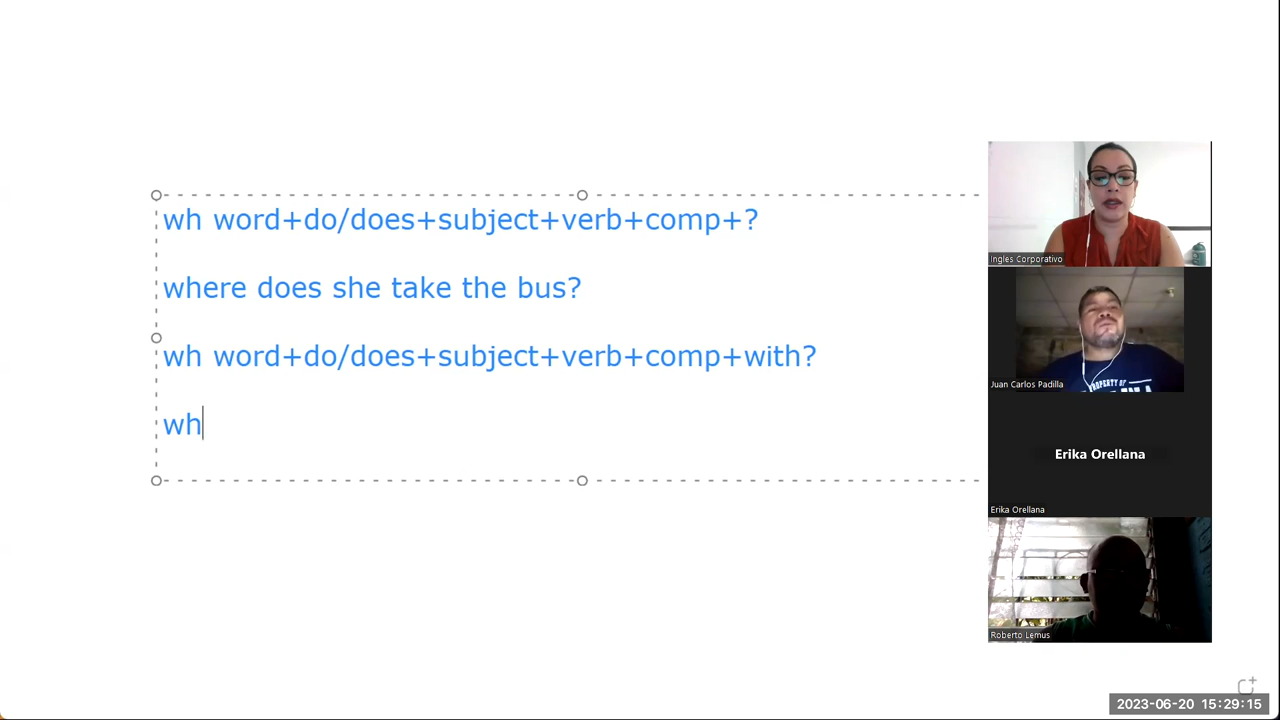 wh word+do/does+subject+verb+comp+?
where does she take the bus?
wh word+do/does+subject+verb+comp+with?
wh
Ingles Corporativo
PROPERTY OF
Juan Carlos Padilla
Erika Orellana
Erika Orellana
Roberto Lemus
2023-06-20 15:29:15